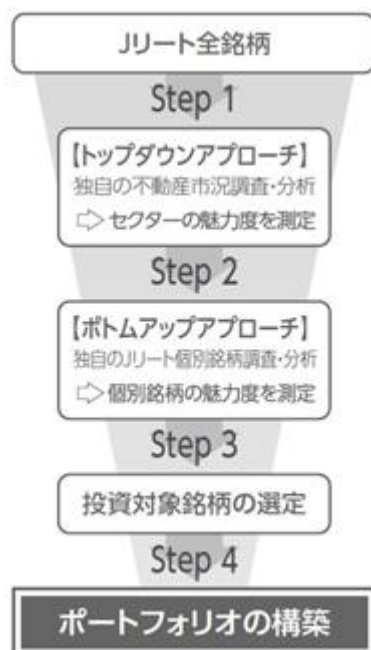 Jリート全銘柄
Step 1
【トップダウンアプローチ】
独自の不動産市況調査・分析
⇨セクターの魅力度を測定
Step 2
【ボトムアップアプローチ】
独自のJリート個別銘柄調査・分析
⇨個別銘柄の魅力度を測定
Step 3
投資対象銘柄の選定
Step 4
ポートフォリオの構築